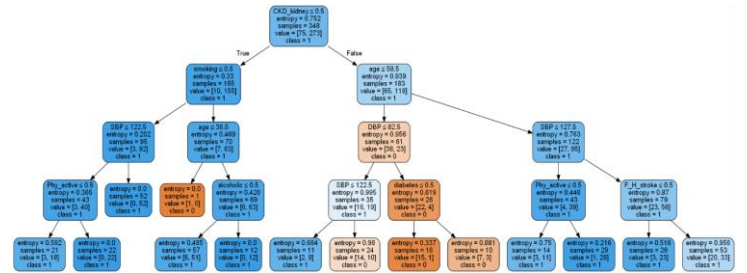 CKD_kidney ≤ 0.5
entropy = 0.752
samples = 348
value = [75, 273]
class = 1
True
False
smoking ≤ 0.5
entropy = 0.33
samples = 165
value = [10, 155]
class = 1
age ≤ 58.5
entropy = 0.939
samples = 183
value = [65, 118]
class = 1
SBP ≤ 122.5
entropy = 0.202
samples = 95
value = [3, 92]
class = 1
age ≤ 36.5
entropy = 0.469
samples = 70
value = [7, 63]
class = 1
DBP ≤ 82.5
entropy = 0.956
samples = 61
value = [38, 23]
class = 0
SBP ≤ 127.5
entropy = 0.763
samples = 122
value = [27, 95]
class = 1
Phy_active ≤ 0.5
entropy = 0.365
samples = 43
value = [3, 40]
class = 1
entropy = 0.0
samples = 52
value = [0, 52]
class = 1
entropy = 0.0
samples = 1
value = [1, 0]
class = 0
alcoholic ≤ 0.5
entropy = 0.426
samples = 69
value = [6, 63]
class = 1
SBP ≤ 122.5
entropy = 0.995
samples = 35
value = [16, 19]
class = 1
diabetes ≤ 0.5
entropy = 0.619
samples = 26
value = [22, 4]
class = 0
Phy_active ≤ 0.5
entropy = 0.446
samples = 43
value = [4, 39]
class = 1
F_H_stroke ≤ 0.5
entropy = 0.87
samples = 79
value = [23, 56]
class = 1
entropy = 0.592
samples = 21
value = [3, 18]
class = 1
entropy = 0.0
samples = 22
value = [0, 22]
class = 1
entropy = 0.485
samples = 57
value = [6, 51]
class = 1
entropy = 0.0
samples = 12
value = [0, 12]
class = 1
entropy = 0.684
samples = 11
value = [2, 9]
class = 1
entropy = 0.98
samples = 24
value = [14, 10]
class = 0
entropy = 0.337
samples = 16
value = [15, 1]
class = 0
entropy = 0.881
samples = 10
value = [7, 3]
class = 0
entropy = 0.75
samples = 14
value = [3, 11]
class = 1
entropy = 0.216
samples = 29
value = [1, 28]
class = 1
entropy = 0.516
samples = 26
value = [3, 23]
class = 1
entropy = 0.956
samples = 53
value = [20, 33]
class = 1